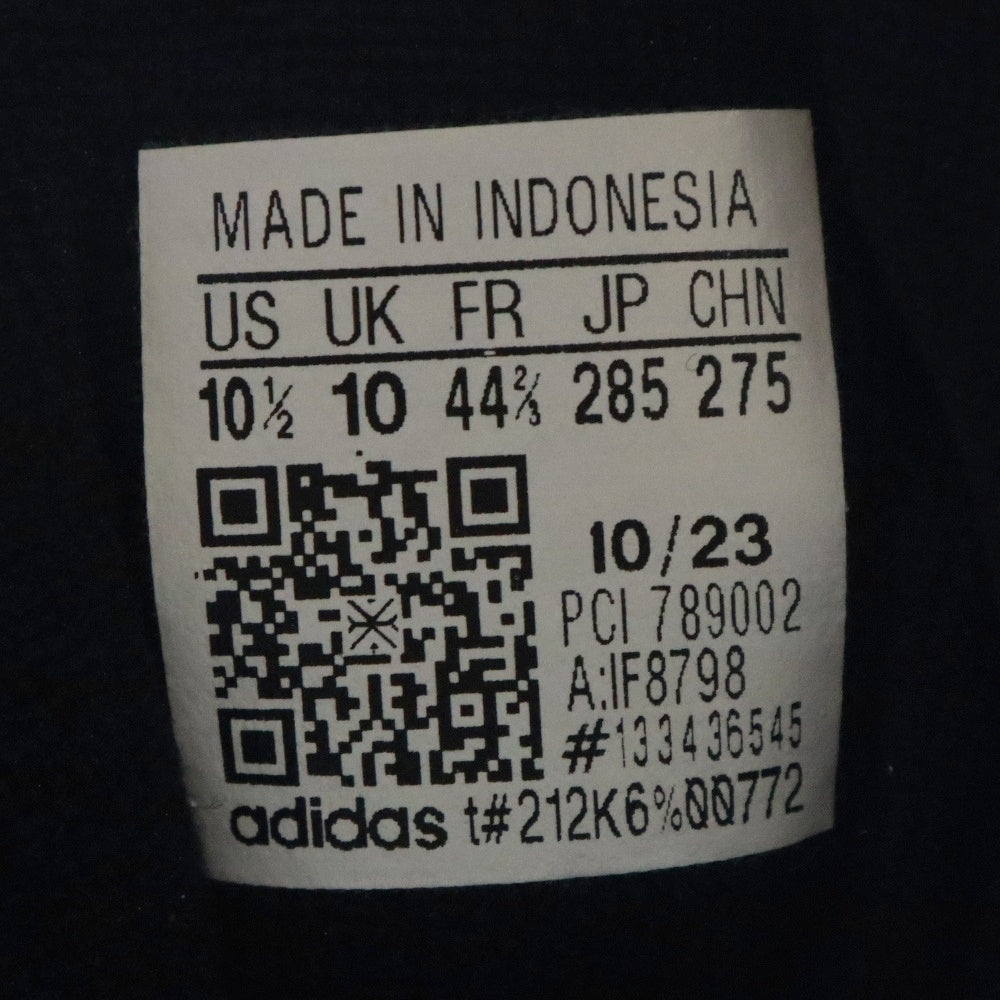 MADE IN INDONESIA
US UK FR JP CHN
10½ 10 44⅔ 285 275
10/23
PCI 789002
A:IF8798
#133436545
adidas t#212K6%00772